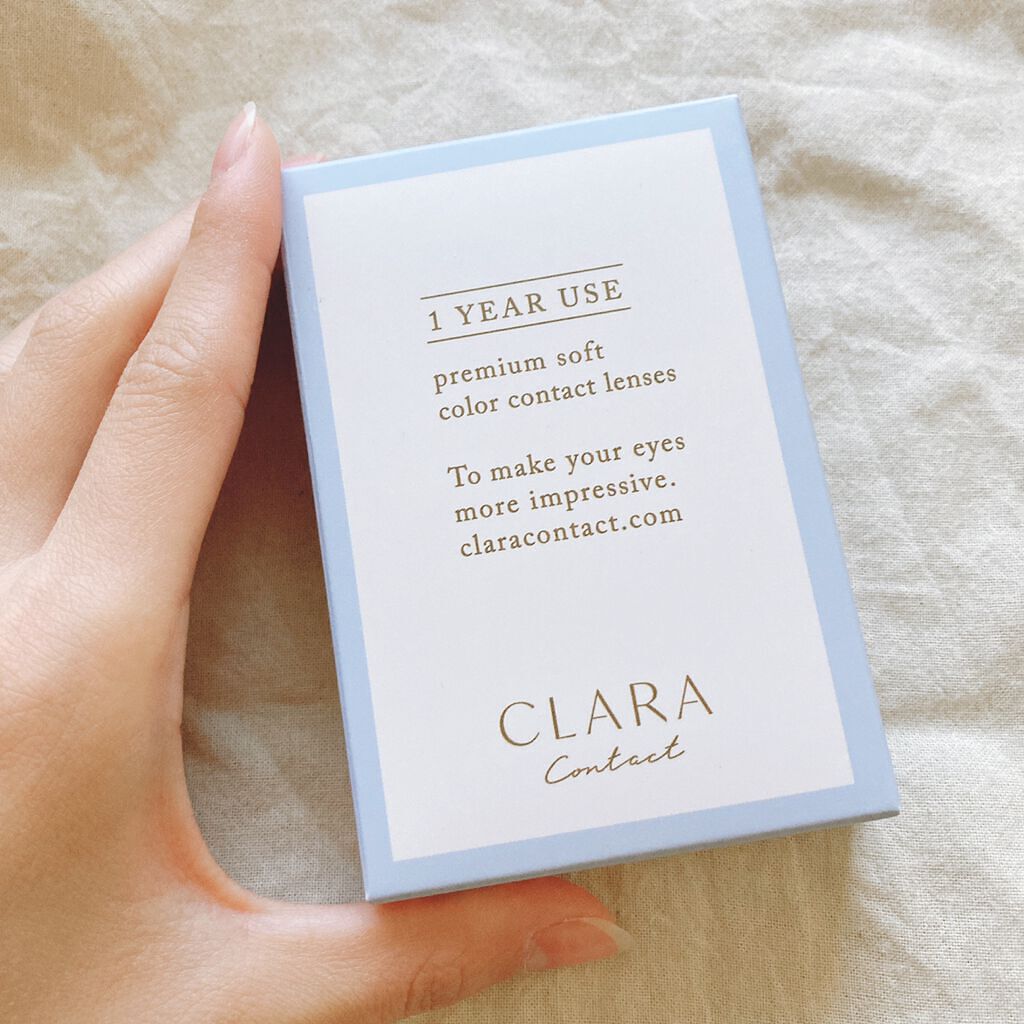 1 YEAR USE
premium soft
color contact lenses
To make your eyes
more impressive.
claracontact.com
CLARA
Contact